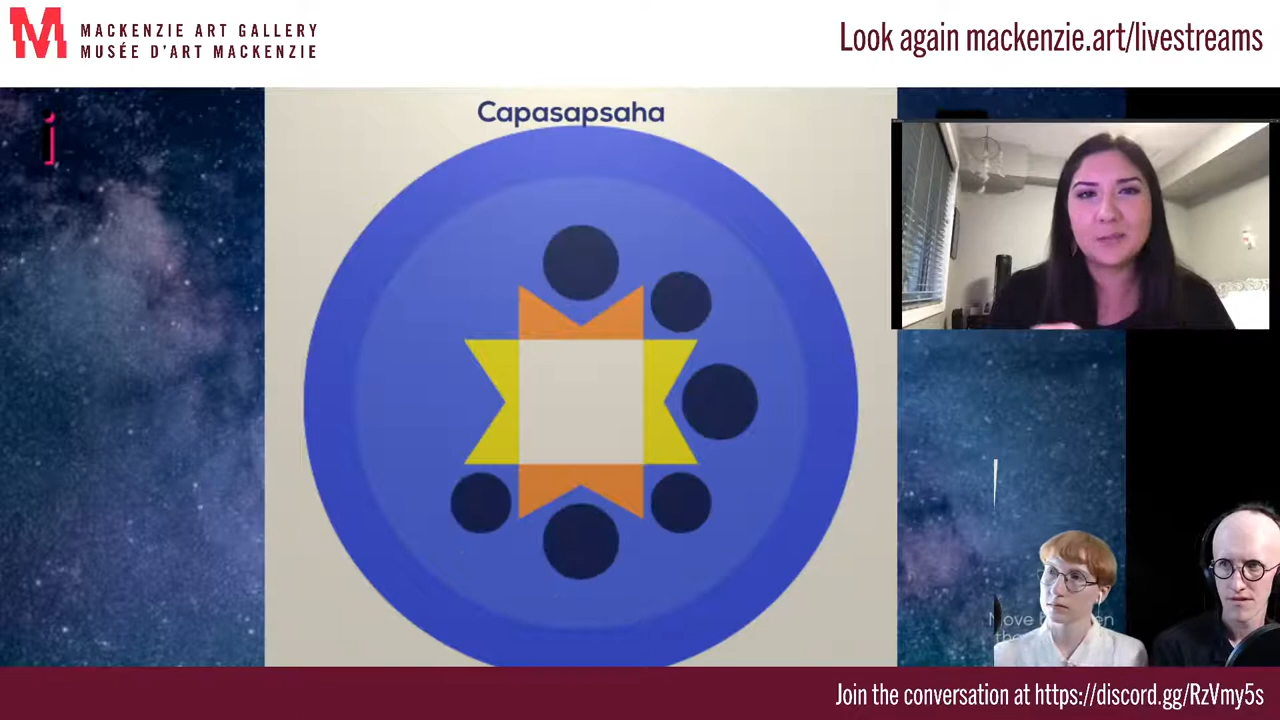 MACKENZIE ART GALLERY
MUSÉE D'ART MACKENZIE
Look again mackenzie.art/livestreams
Capasapsaha
j
Join the conversation at https://discord.gg/RzVmy5s